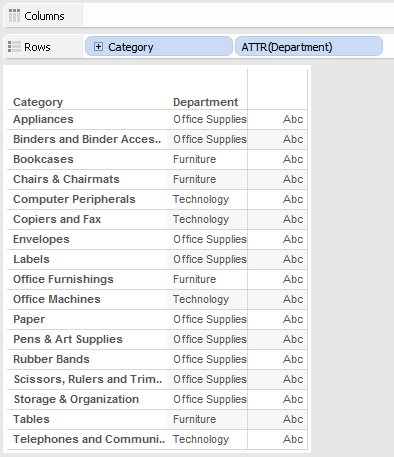 Columns
Rows Category ATTR(Department)
Category Department
Appliances Office Supplies Abc
Binders and Binder Acces.. Office Supplies Abc
Bookcases Furniture Abc
Chairs & Chairmats Furniture Abc
Computer Peripherals Technology Abc
Copiers and Fax Technology Abc
Envelopes Office Supplies Abc
Labels Office Supplies Abc
Office Furnishings Furniture Abc
Office Machines Technology Abc
Paper Office Supplies Abc
Pens & Art Supplies Office Supplies Abc
Rubber Bands Office Supplies Abc
Scissors, Rulers and Trim.. Office Supplies Abc
Storage & Organization Office Supplies Abc
Tables Furniture Abc
Telephones and Communi.. Technology Abc